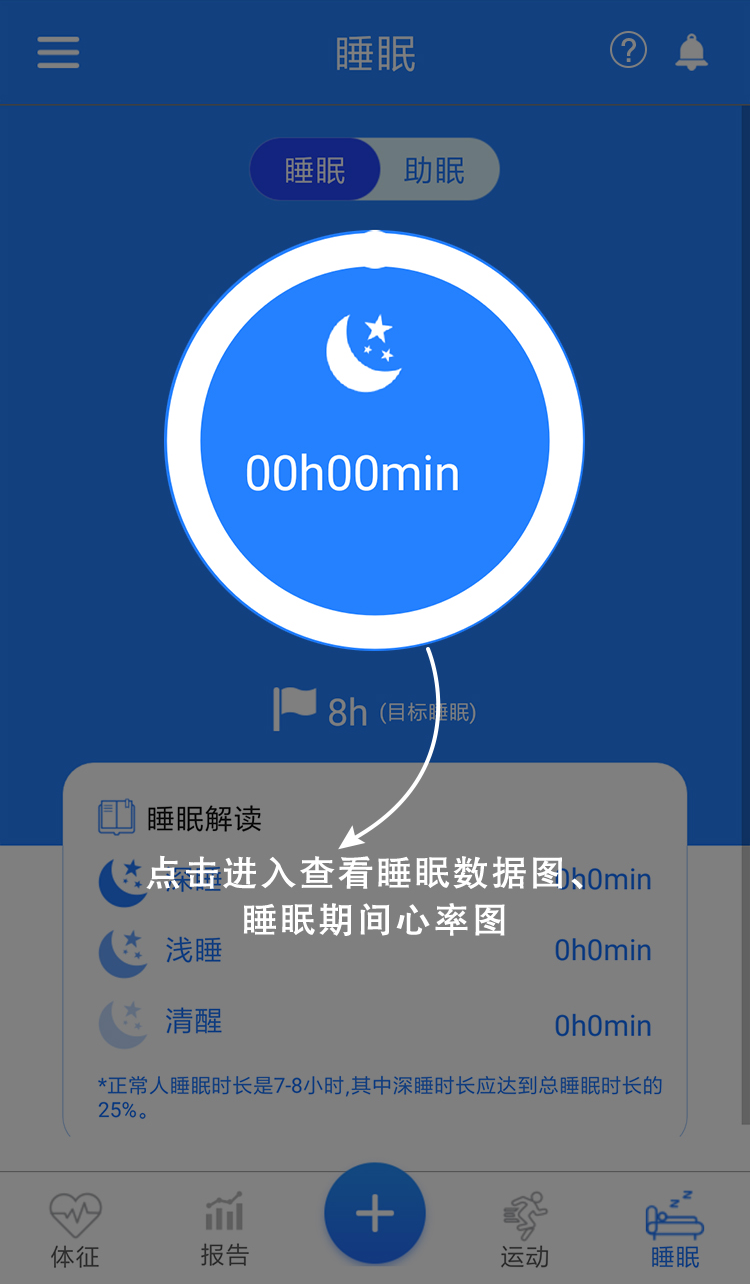 睡眠
睡眠 助眠
00h00min
8h (目标睡眠)
睡眠解读
点击进入查看睡眠数据图、
睡眠期间心率图
深睡 0h0min
浅睡 0h0min
清醒 0h0min
*正常人睡眠时长是7-8小时,其中深睡时长应达到总睡眠时长的
25%。
体征 报告 运动 睡眠